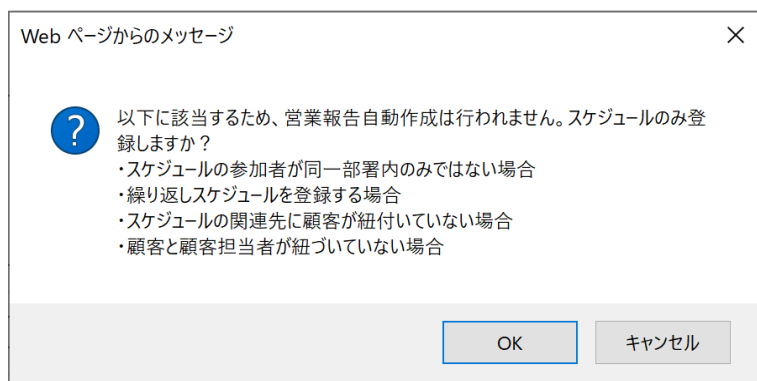 Web ページからのメッセージ
以下に該当するため、営業報告自動作成は行われません。スケジュールのみ登
録しますか？
・スケジュールの参加者が同一部署内のみではない場合
・繰り返しスケジュールを登録する場合
・スケジュールの関連先に顧客が紐付いていない場合
・顧客と顧客担当者が紐づいていない場合
OK
キャンセル